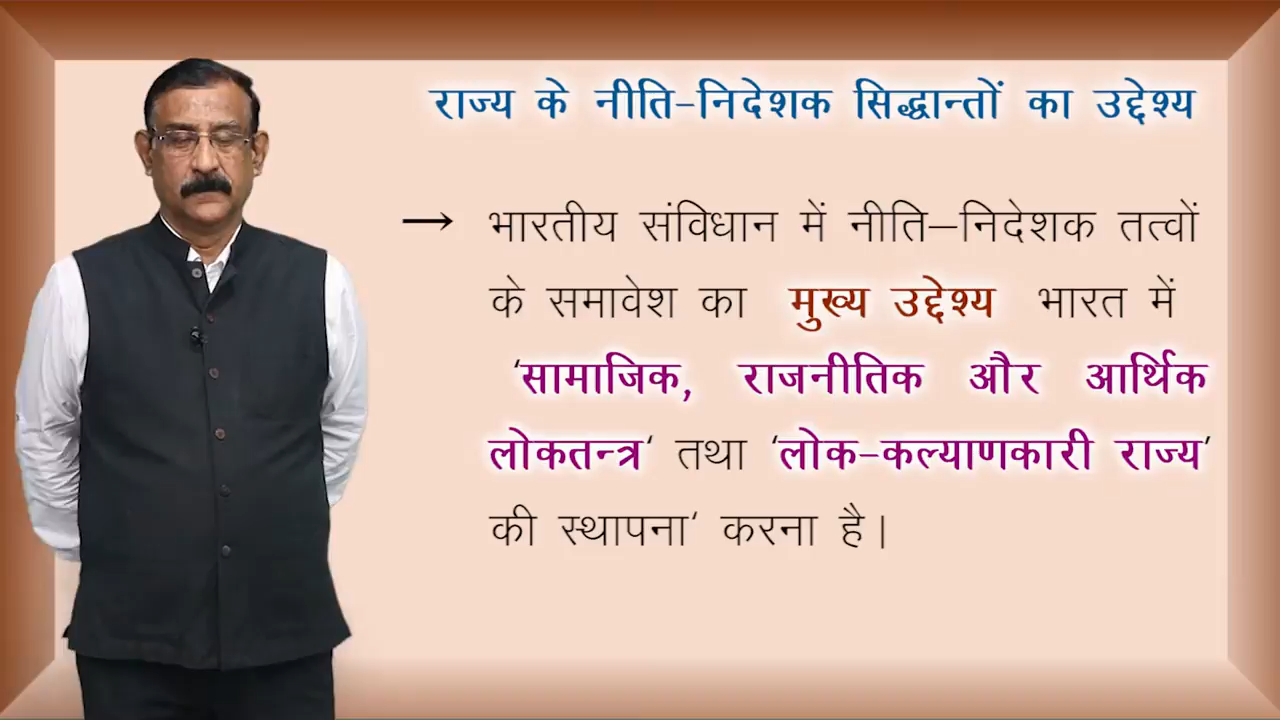 राज्य के नीति-निदेशक सिद्धान्तों का उद्देश्य
→ भारतीय संविधान में नीति–निदेशक तत्वों
के समावेश का मुख्य उद्देश्य भारत में
‘सामाजिक, राजनीतिक और आर्थिक
लोकतन्त्र‘ तथा ‘लोक-कल्याणकारी राज्य’
की स्थापना‘ करना है।